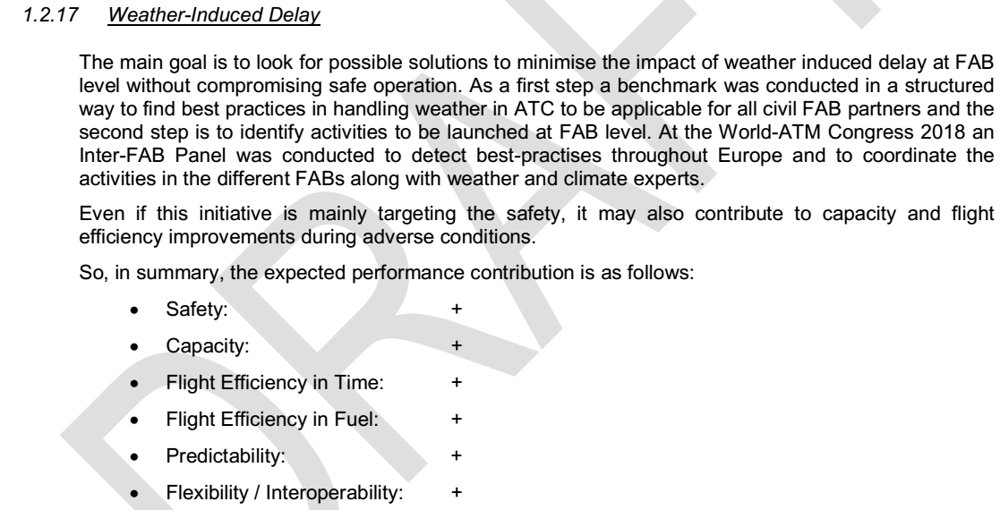 1.2.17 Weather-Induced Delay
The main goal is to look for possible solutions to minimise the impact of weather induced delay at FAB
level without compromising safe operation. As a first step a benchmark was conducted in a structured
way to find best practices in handling weather in ATC to be applicable for all civil FAB partners and the
second step is to identify activities to be launched at FAB level. At the World-ATM Congress 2018 an
Inter-FAB Panel was conducted to detect best-practises throughout Europe and to coordinate the
activities in the different FABs along with weather and climate experts.
Even if this initiative is mainly targeting the safety, it may also contribute to capacity and flight
efficiency improvements during adverse conditions.
So, in summary, the expected performance contribution is as follows:
• Safety: +
• Capacity: +
• Flight Efficiency in Time: +
• Flight Efficiency in Fuel: +
• Predictability: +
• Flexibility / Interoperability: +